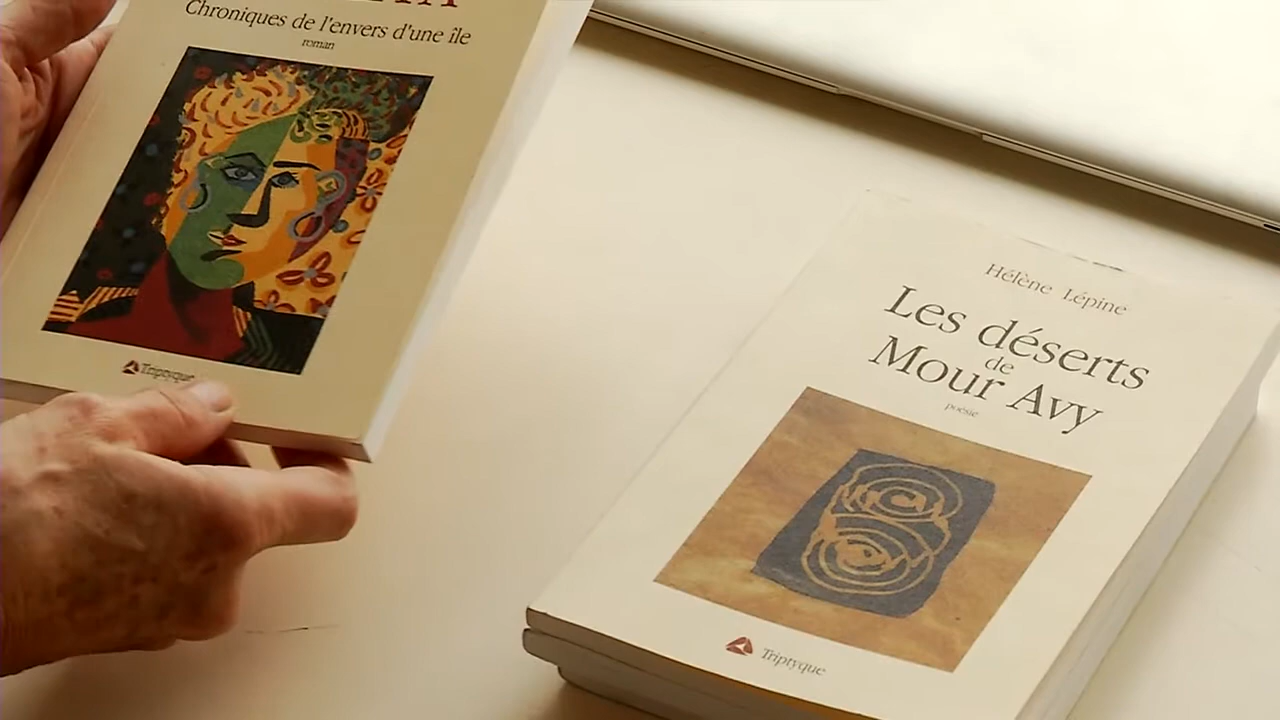 Chroniques de l'envers d'une île
roman
Triptyque
Hélène Lépine
Les déserts
de
Mour Avy
poésie
Triptyque